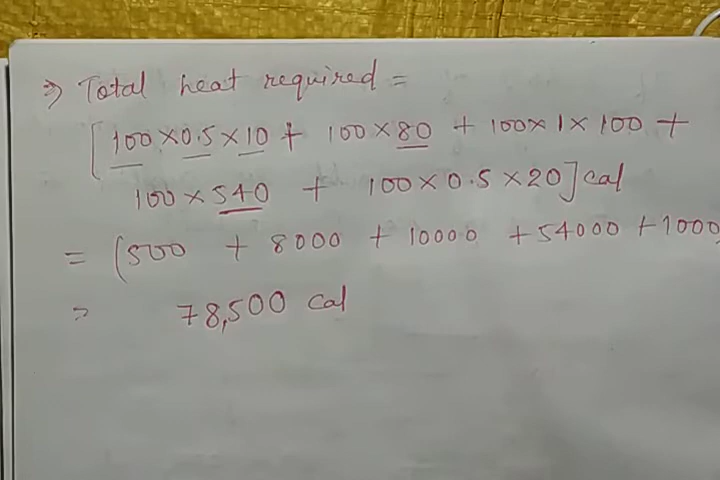 ⇒ Total heat required =
[100 × 0.5 × 10 + 100 × 80 + 100 × 1 × 100 +
100 × 540 + 100 × 0.5 × 20] cal
= (500 + 8000 + 10000 + 54000 + 1000)
= 78,500 cal